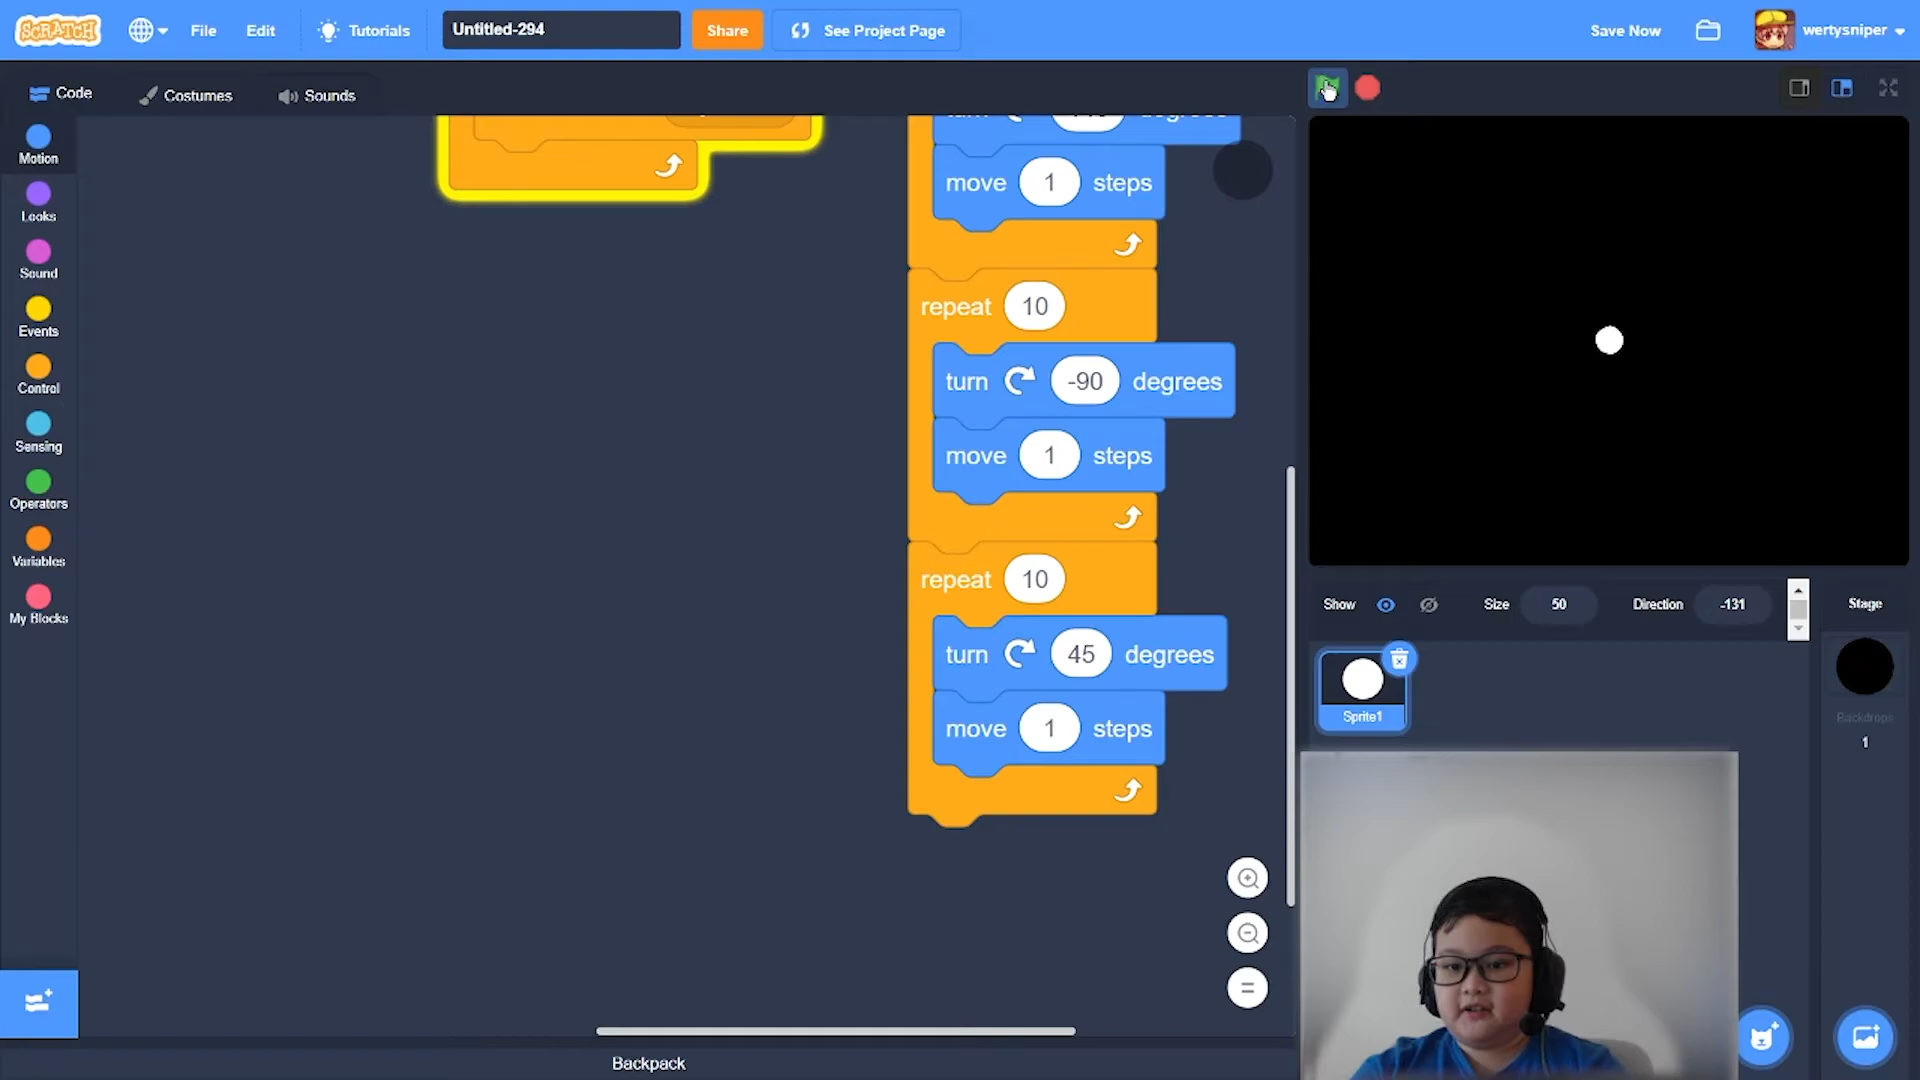 SCRATCH
File
Edit
Tutorials
Untitled-294
Share
See Project Page
Save Now
wertysniper
Code
Costumes
Sounds
Motion
Looks
Sound
Events
Control
Sensing
Operators
Variables
My Blocks
move 1 steps
repeat 10
turn -90 degrees
move 1 steps
repeat 10
turn 45 degrees
move 1 steps
Backpack
Show
Size 50
Direction -131
Stage
Sprite1
Backdrops
1